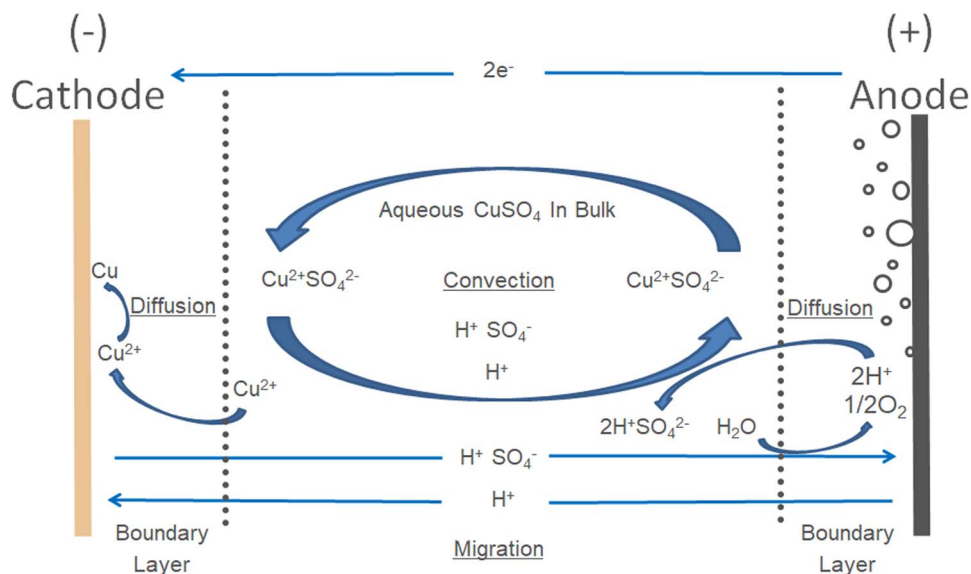 (-)
(+)
2e⁻
Cathode
Anode
Aqueous CuSO₄ In Bulk
Cu
Cu²⁺SO₄²⁻
Convection
Cu²⁺SO₄²⁻
Diffusion
Diffusion
H⁺ SO₄⁻
Cu²⁺
H⁺
Cu²⁺
2H⁺
1/2O₂
2H⁺SO₄²⁻
H₂O
H⁺ SO₄⁻
H⁺
Boundary
Layer
Migration
Boundary
Layer